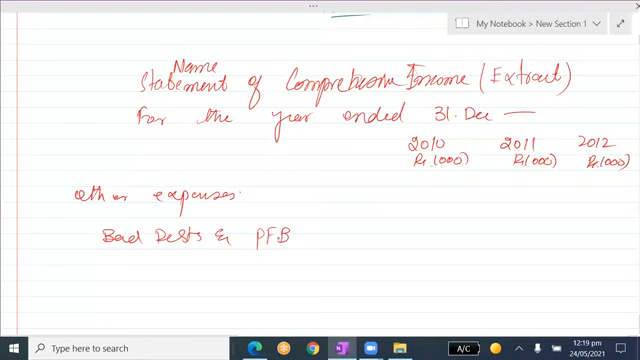 My Notebook > New Section 1
Name
Statement of Comprehensive Income (Extract)
For the year ended 31. Dec —
2010 2011 2012
Rs.(000) Rs.(000) Rs.(000)
Other expenses:
Bad Debts & PFB
Type here to search
A/C
12:19 pm
24/05/2021